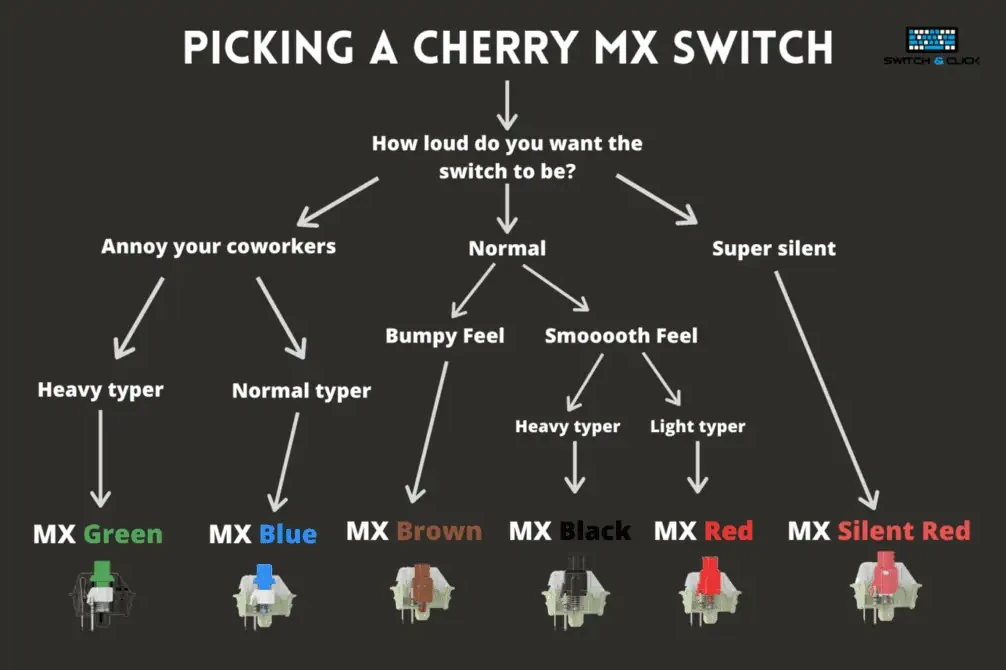 PICKING A CHERRY MX SWITCH
SWITCH & CLICK
How loud do you want the
switch to be?
Annoy your coworkers
Normal
Super silent
Bumpy Feel
Smooooth Feel
Heavy typer
Normal typer
Heavy typer
Light typer
MX Green
MX Blue
MX Brown
MX Black
MX Red
MX Silent Red